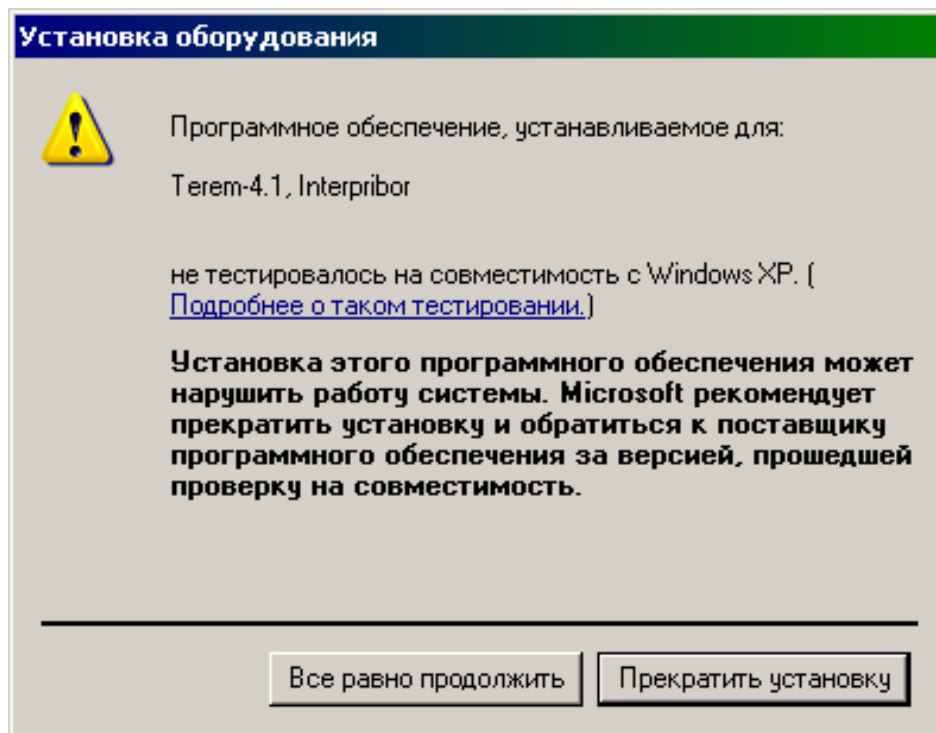 Установка оборудования
Программное обеспечение, устанавливаемое для:
Terem-4.1, Interpribor
не тестировалось на совместимость с Windows XP. (
Подробнее о таком тестировании.)
Установка этого программного обеспечения может
нарушить работу системы. Microsoft рекомендует
прекратить установку и обратиться к поставщику
программного обеспечения за версией, прошедшей
проверку на совместимость.
Все равно продолжить
Прекратить установку